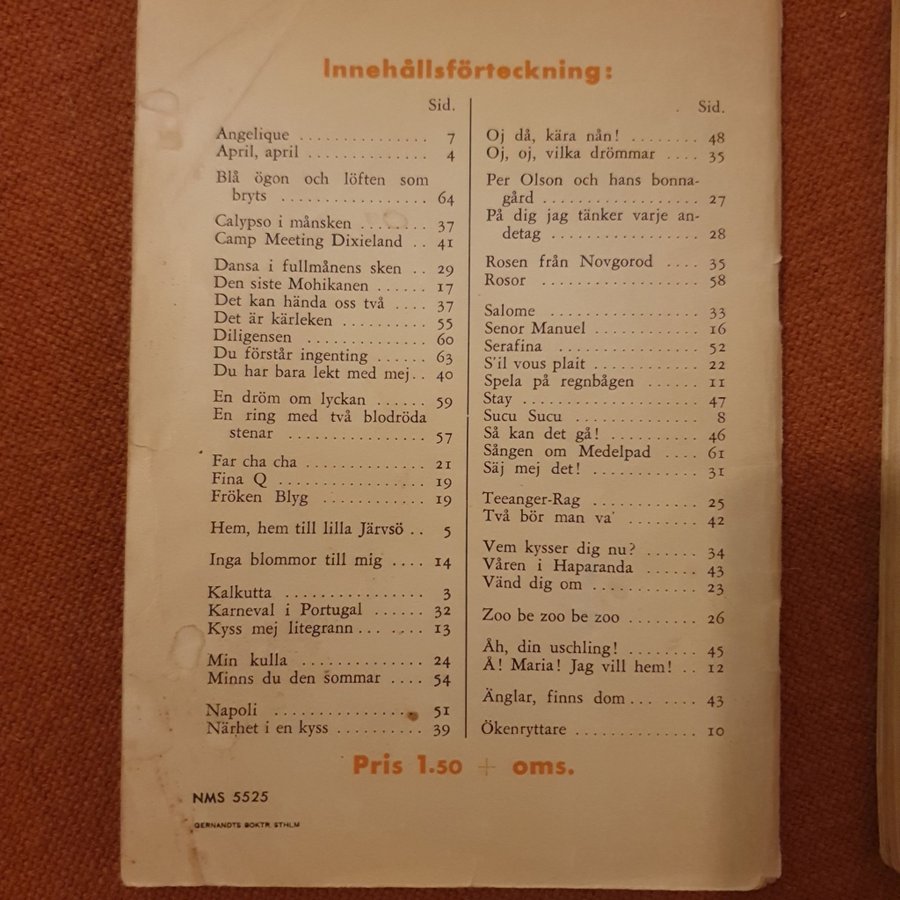 Innehållsförteckning:
Sid.
Angelique .............. 7
April, april ............. 4
Blå ögon och löften som
bryts ................ 64
Calypso i månsken ........ 37
Camp Meeting Dixieland .. 41
Dansa i fullmånens sken .. 29
Den siste Mohikanen ...... 17
Det kan hända oss två .... 37
Det är kärleken .......... 55
Diligensen .............. 60
Du förstår ingenting ...... 63
Du har bara lekt med mej.. 40
En dröm om lyckan ...... 59
En ring med två blodröda
stenar ............... 57
Far cha cha ............. 21
Fina Q ................. 19
Fröken Blyg ............ 19
Hem, hem till lilla Järvsö .. 5
Inga blommor till mig .... 14
Kalkutta ................ 3
Karneval i Portugal ...... 32
Kyss mej litegrann... .... 13
Min kulla .............. 24
Minns du den sommar .... 54
Napoli ................. 51
Närhet i en kyss .......... 39
Sid.
Oj då, kära nån! ........ 48
Oj, oj, vilka drömmar .... 35
Per Olson och hans bonna-
gård ................. 27
På dig jag tänker varje an-
detag ................ 28
Rosen från Novgorod .... 35
Rosor ................. 58
Salome ................ 33
Senor Manuel ........... 16
Serafina ................ 52
S'il vous plait ............ 22
Spela på regnbågen ...... 11
Stay ................... 47
Sucu Sucu .............. 8
Så kan det gå! .......... 46
Sången om Medelpad .... 61
Säj mej det! ............ 31
Teeanger-Rag ........... 25
Två bör man va' ........ 42
Vem kysser dig nu? ...... 34
Våren i Haparanda ...... 43
Vänd dig om ............ 23
Zoo be zoo be zoo ........ 26
Åh, din uschling! ........ 45
Å! Maria! Jag vill hem! .. 12
Änglar, finns dom... .... 43
Ökenryttare ............. 10
Pris 1.50 + oms.
NMS 5525
GERNANDTS BOKTR. STHLM